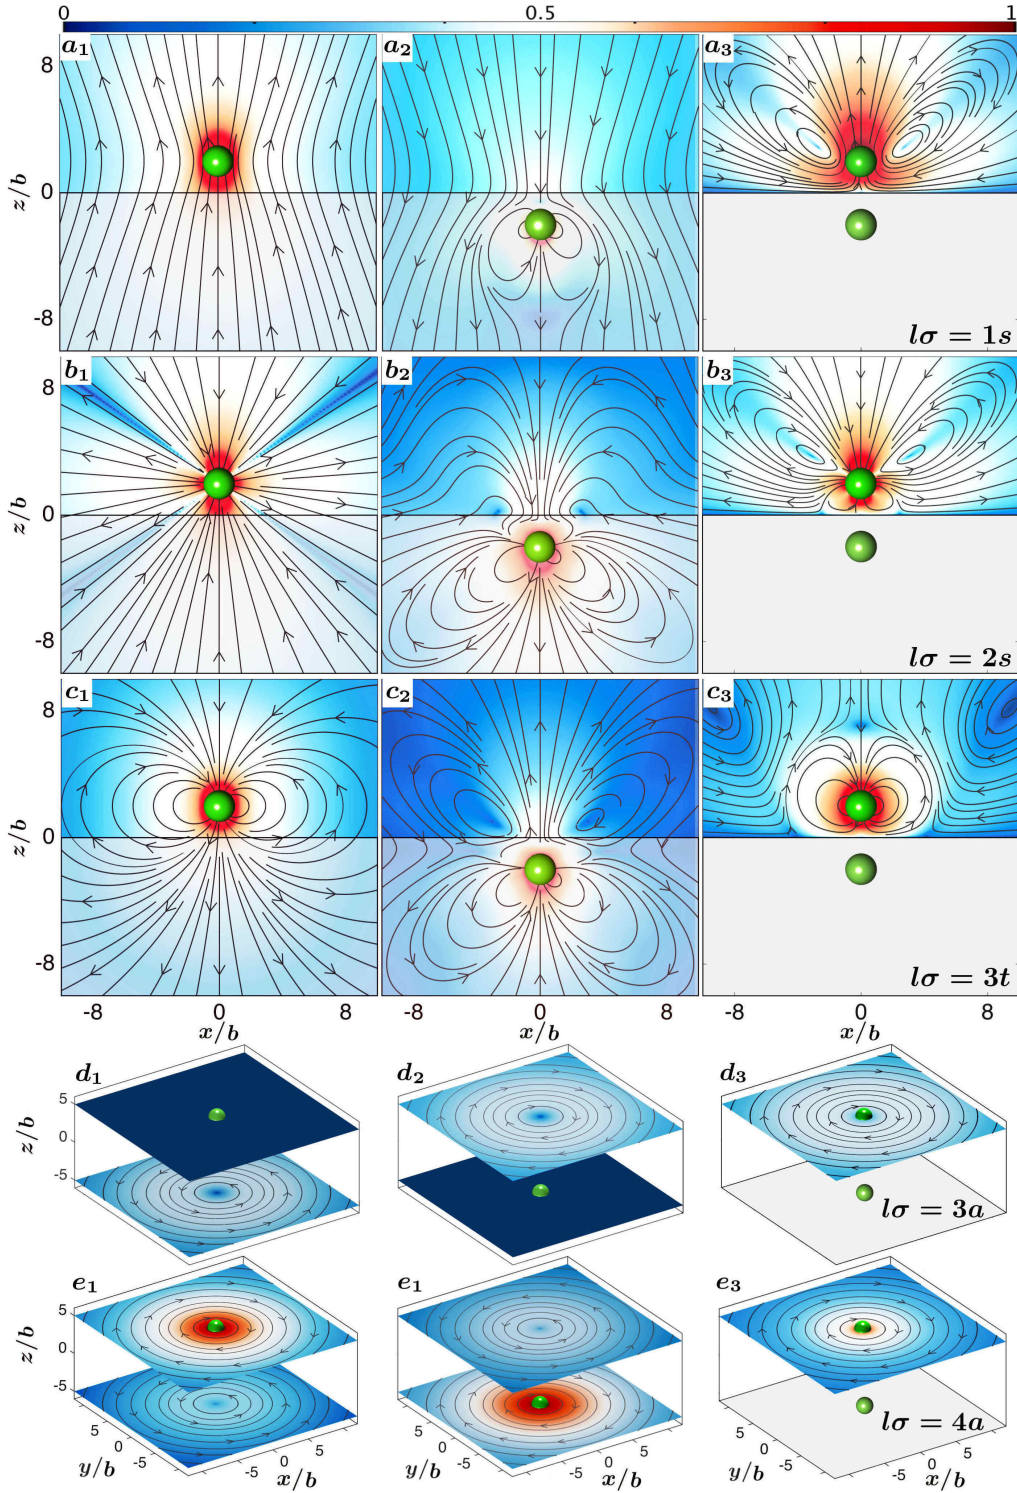 0 0.5 1
a1 a2 a3
8
z/b
0
-8
lσ = 1s
b1 b2 b3
8
z/b
0
-8
lσ = 2s
c1 c2 c3
8
z/b
0
-8
lσ = 3t
-8 0 8 -8 0 8 -8 0 8
x/b x/b x/b
d1 d2 d3
5
z/b
0
-5
lσ = 3a
e1 e1 e3
5
z/b
0
-5
lσ = 4a
5 0 -5 -5 0 5 -5 0 5 5 0 -5 -5 0 5
y/b x/b y/b x/b